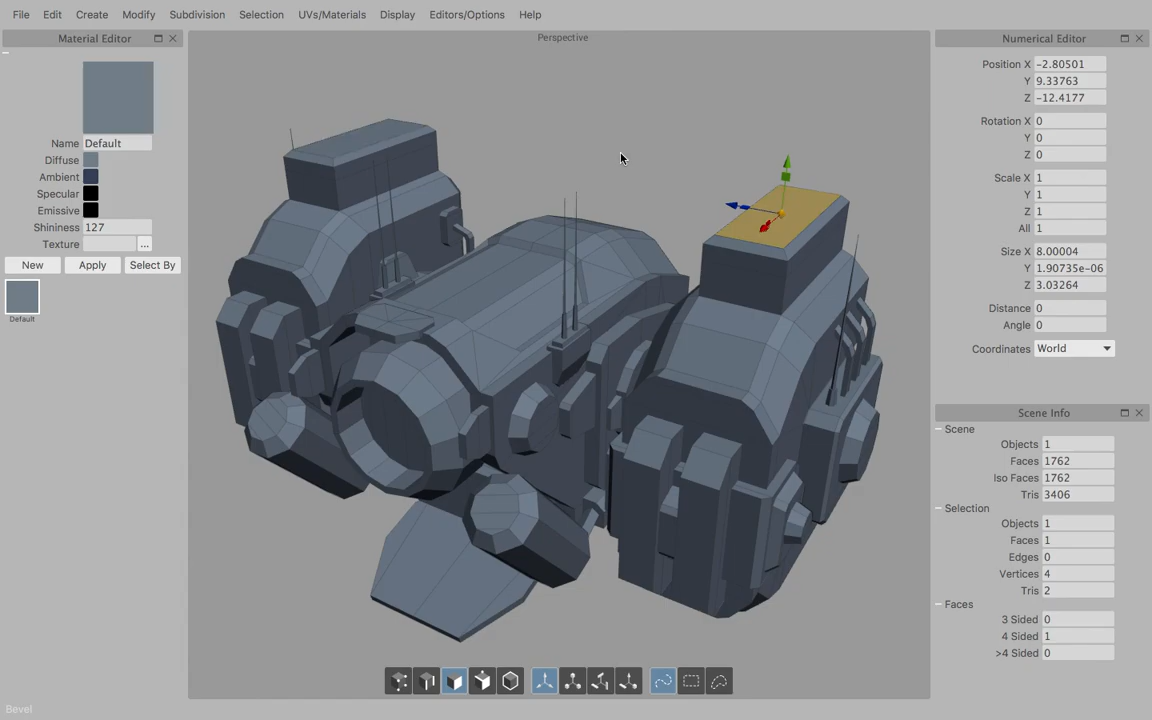 File Edit Create Modify Subdivision Selection UVs/Materials Display Editors/Options Help
Material Editor
Name Default
Diffuse
Ambient
Specular
Emissive
Shininess 127
Texture ...
New Apply Select By
Default
Perspective
Numerical Editor
Position X -2.80501
Y 9.33763
Z -12.4177
Rotation X 0
Y 0
Z 0
Scale X 1
Y 1
Z 1
All 1
Size X 8.00004
Y 1.90735e-06
Z 3.03264
Distance 0
Angle 0
Coordinates World
Scene Info
Scene
Objects 1
Faces 1762
Iso Faces 1762
Tris 3406
Selection
Objects 1
Faces 1
Edges 0
Vertices 4
Tris 2
Faces
3 Sided 0
4 Sided 1
>4 Sided 0
Bevel